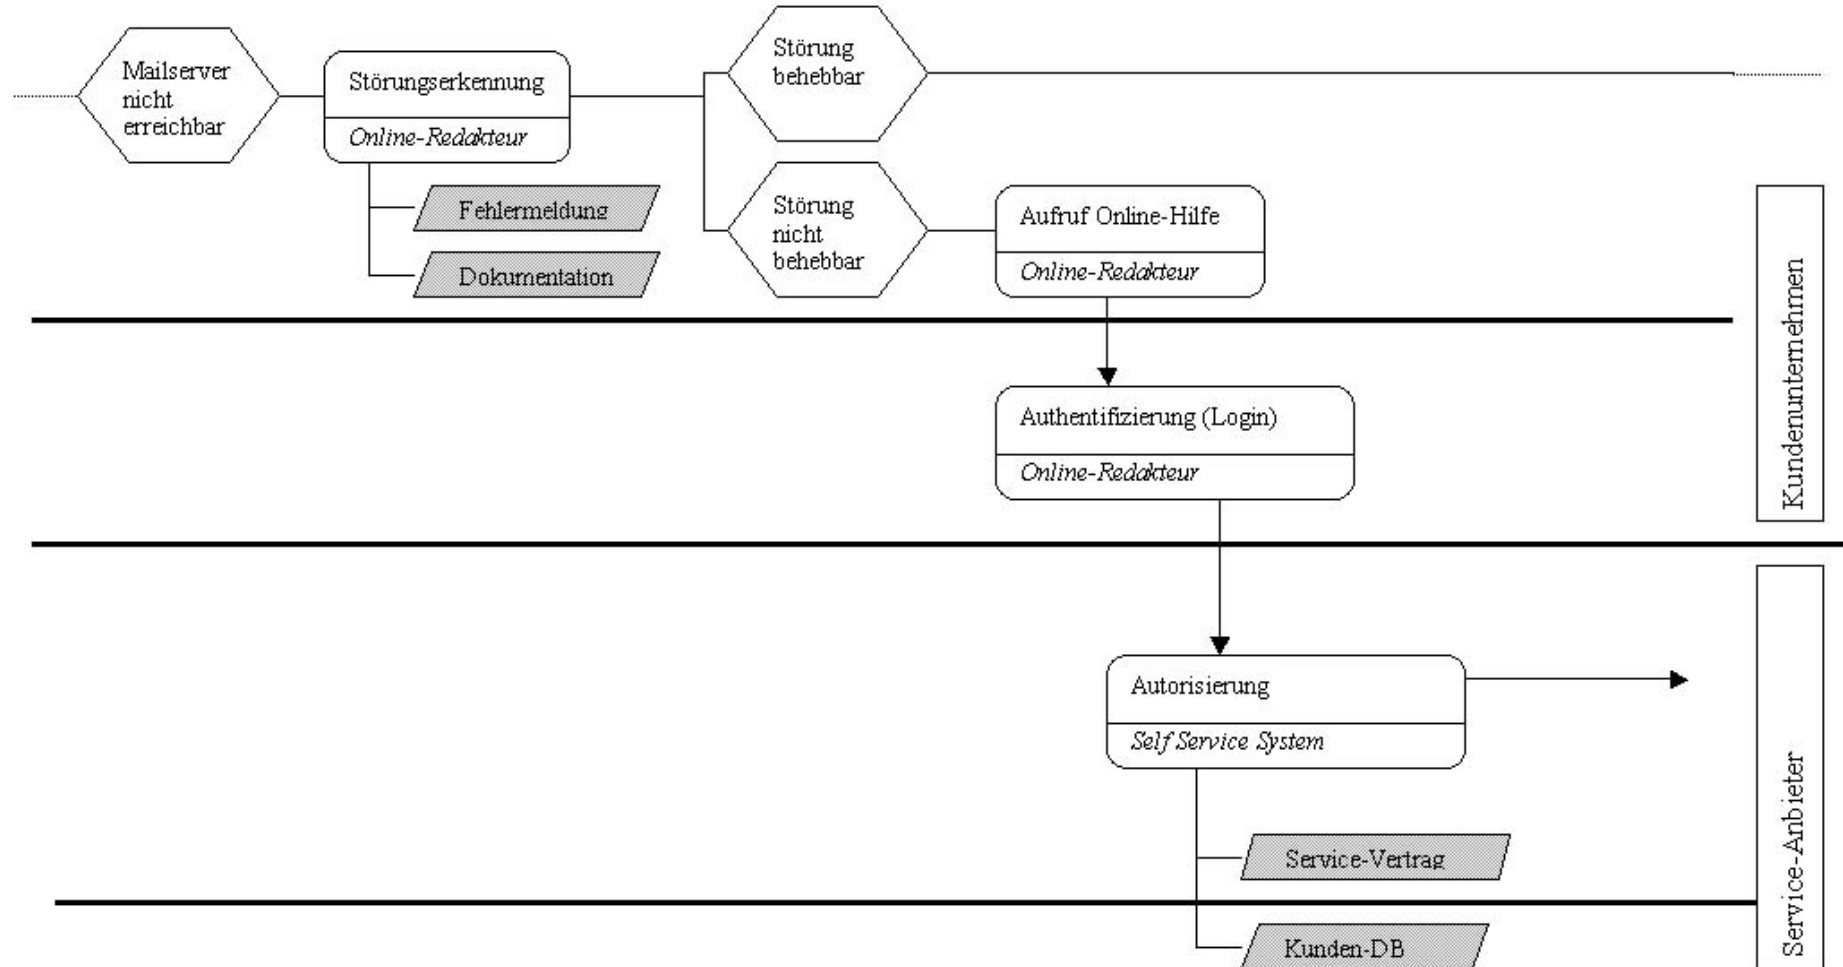 Mailserver
nicht
erreichbar
Störungserkennung
Online-Redakteur
Fehlermeldung
Dokumentation
Störung
behebbar
Störung
nicht
behebbar
Aufruf Online-Hilfe
Online-Redakteur
Kundenunternehmen
Authentifizierung (Login)
Online-Redakteur
Autorisierung
Self Service System
Service-Vertrag
Kunden-DB
Service-Anbieter